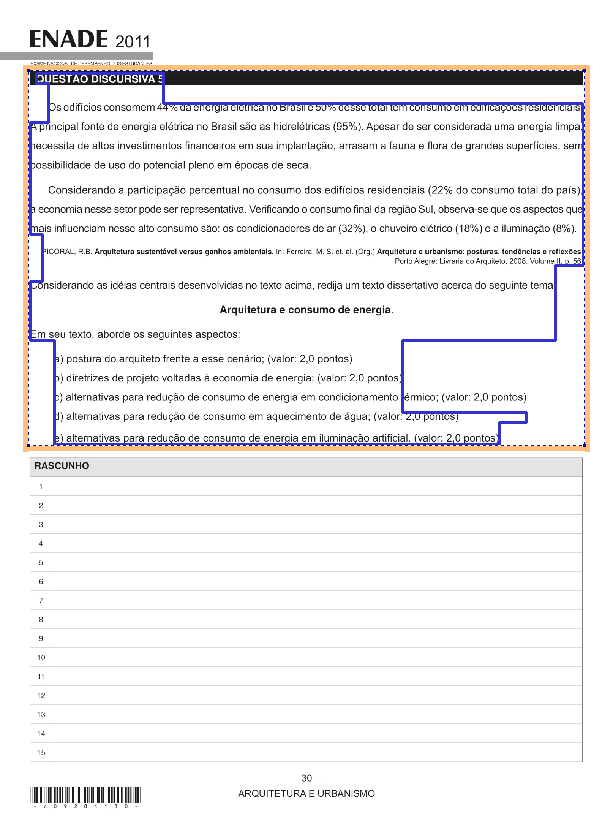 ENADE 2011
EXAME NACIONAL DE DESEMPENHO DOS ESTUDANTES
QUESTÃO DISCURSIVA 5
Os edifícios consomem 44% da energia elétrica no Brasil e 50% desse total tem consumo em edificações residenciais.
A principal fonte de energia elétrica no Brasil são as hidrelétricas (95%). Apesar de ser considerada uma energia limpa,
necessita de altos investimentos financeiros em sua implantação, arrasam a fauna e flora de grandes superfícies, sem
possibilidade de uso do potencial pleno em épocas de seca.
Considerando a participação percentual no consumo dos edifícios residenciais (22% do consumo total do país),
a economia nesse setor pode ser representativa. Verificando o consumo final da região Sul, observa-se que os aspectos que
mais influenciam nesse alto consumo são: os condicionadores de ar (32%), o chuveiro elétrico (18%) e a iluminação (8%).
PICORAL, R.B. Arquitetura sustentável versus ganhos ambientais. In: Ferreira, M. S. et. al. (Org.) Arquitetura e urbanismo: posturas, tendências e reflexões
Porto Alegre: Livraria do Arquiteto, 2008. Volume II, p. 56.
Considerando as idéias centrais desenvolvidas no texto acima, redija um texto dissertativo acerca do seguinte tema
Arquitetura e consumo de energia.
Em seu texto, aborde os seguintes aspectos:
a) postura do arquiteto frente a esse cenário; (valor: 2,0 pontos)
b) diretrizes de projeto voltadas à economia de energia; (valor: 2,0 pontos)
c) alternativas para redução de consumo de energia em condicionamento térmico; (valor: 2,0 pontos)
d) alternativas para redução de consumo em aquecimento de água; (valor: 2,0 pontos)
e) alternativas para redução de consumo de energia em iluminação artificial. (valor: 2,0 pontos)
RASCUNHO
1
2
3
4
5
6
7
8
9
10
11
12
13
14
15
30
ARQUITETURA E URBANISMO